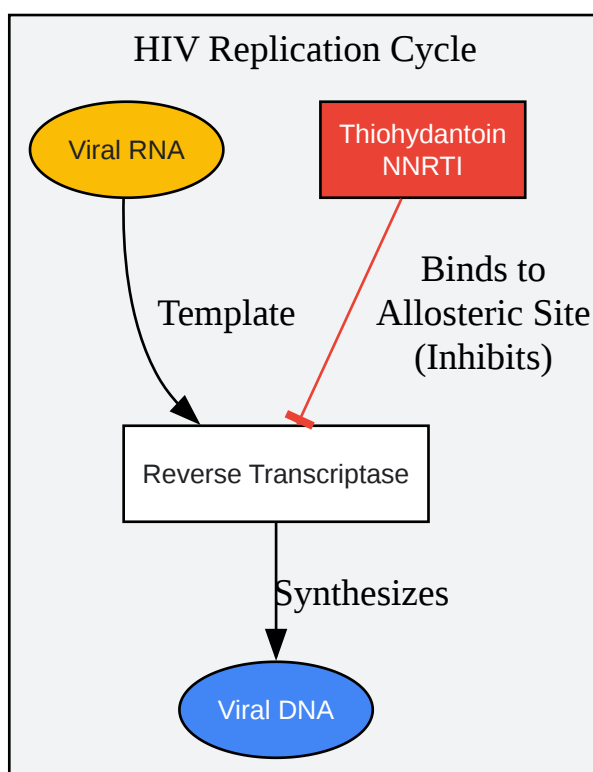 HIV Replication Cycle
Viral RNA
Thiohydantoin
NNRTI
Template
Binds to
Allosteric Site
(Inhibits)
Reverse Transcriptase
Synthesizes
Viral DNA